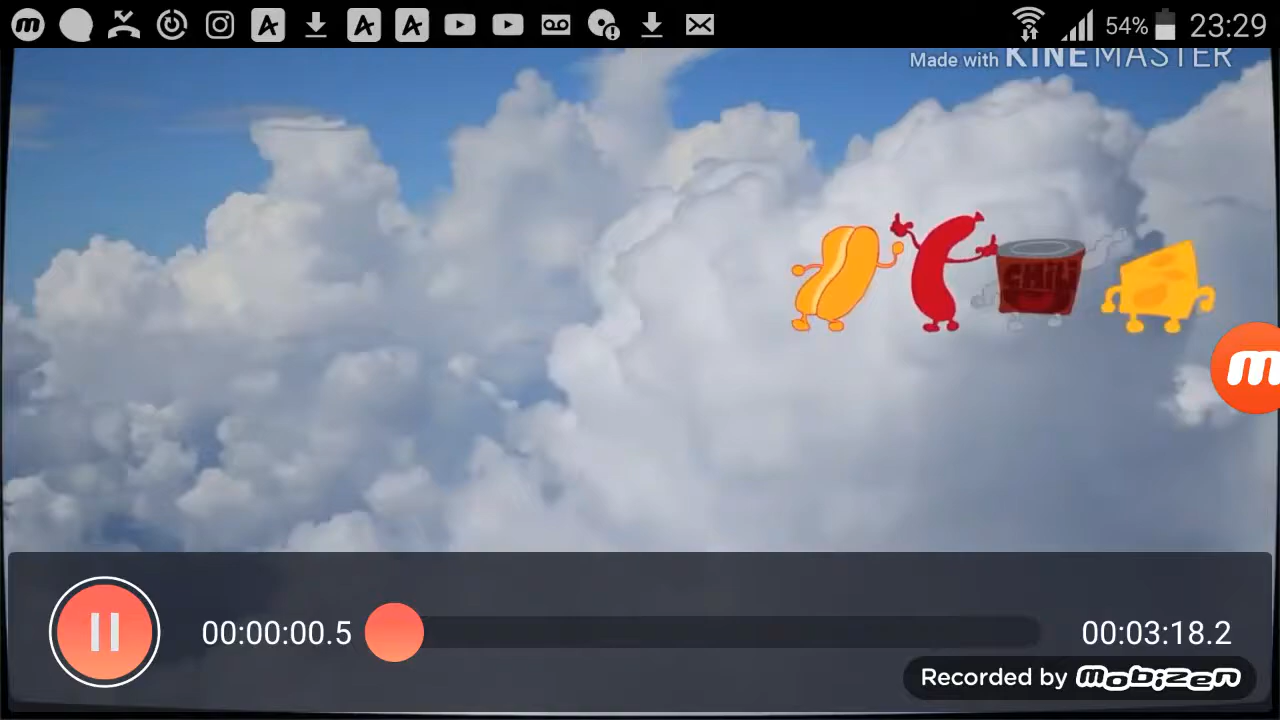 54% 23:29
Made with KINEMASTER
CHILI
00:00:00.5 00:03:18.2
Recorded by mobizen